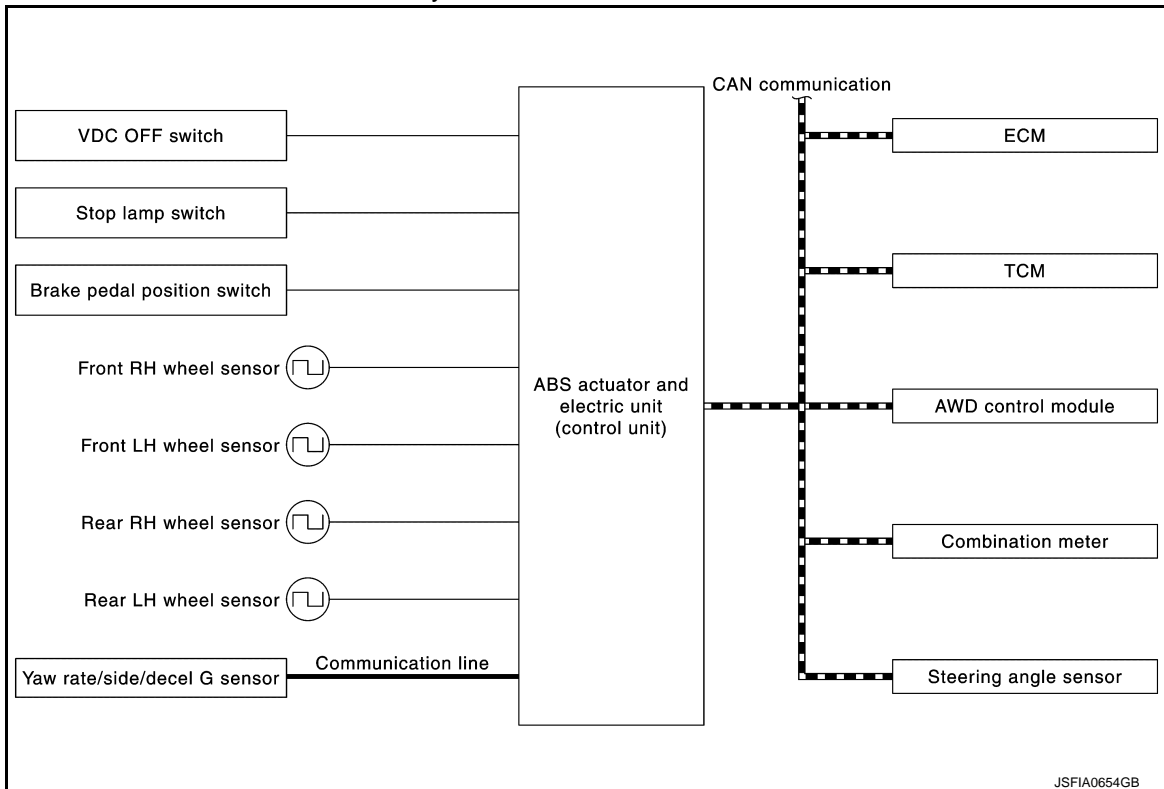 CAN communication
VDC OFF switch
ECM
Stop lamp switch
TCM
Brake pedal position switch
Front RH wheel sensor
ABS actuator and
electric unit
(control unit)
AWD control module
Front LH wheel sensor
Rear RH wheel sensor
Combination meter
Rear LH wheel sensor
Communication line
Yaw rate/side/decel G sensor
Steering angle sensor
JSFIA0654GB